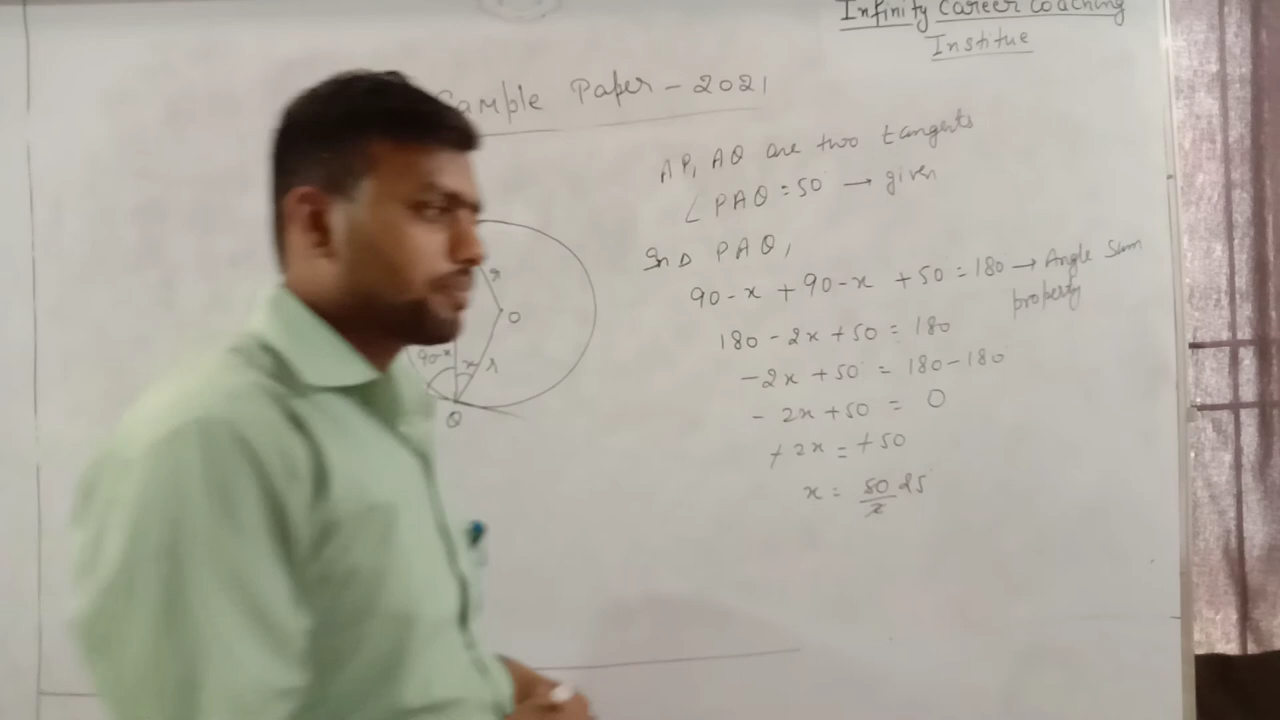 Infinity Career Coaching
Institue
Sample Paper - 2021
AP, AQ are two tangents
∠PAQ = 50° → given
In △ PAQ,
90-x + 90-x + 50 = 180 → Angle Sum
property
180 - 2x + 50 = 180
-2x + 50 = 180-180
- 2x + 50 = 0
+ 2x = + 50
x = 50/2 25°
r
O
90-x
x
r
Q